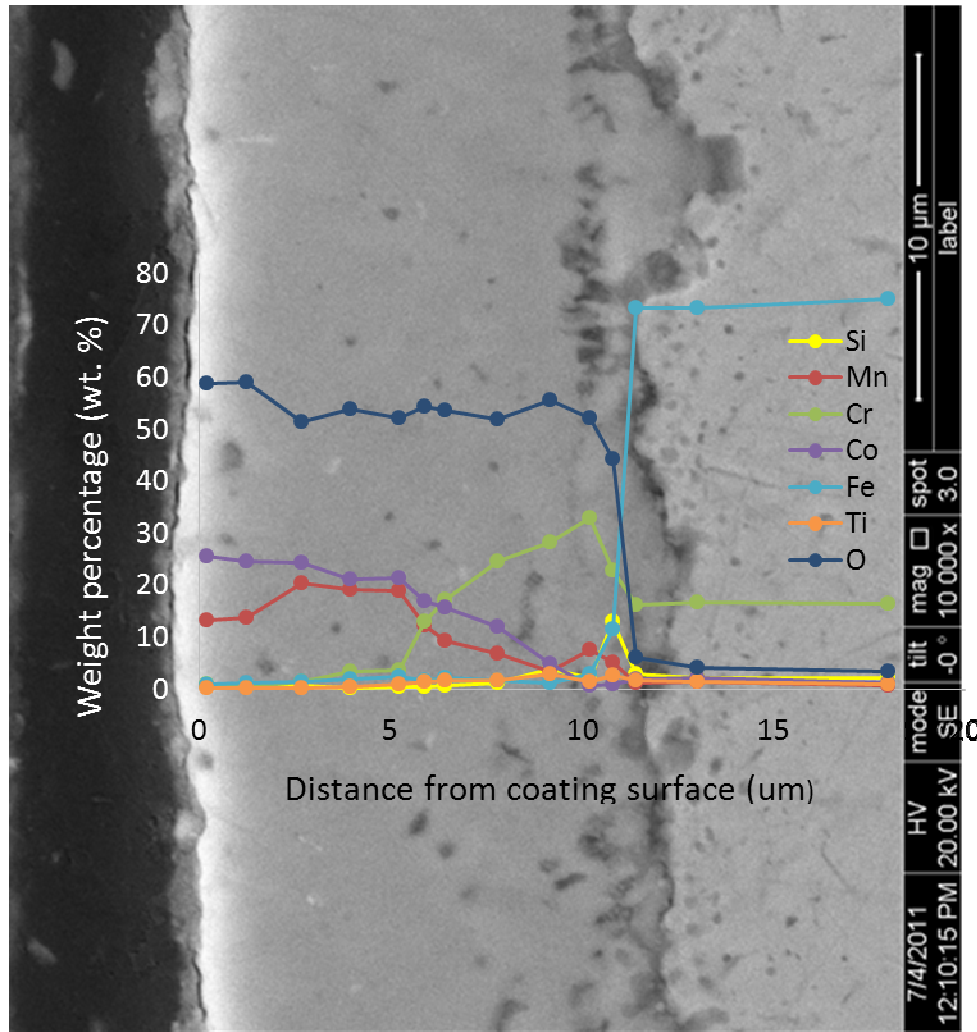 80
70
60
50
40
30
20
10
0
Weight percentage (wt. %)
0 5 10 15 20
Distance from coating surface (um)
Si
Mn
Cr
Co
Fe
Ti
O
7/4/2011 HV mode tilt mag □ spot 10 µm
12:10:15 PM 20.00 kV SE -0 ° 10 000 x 3.0 label